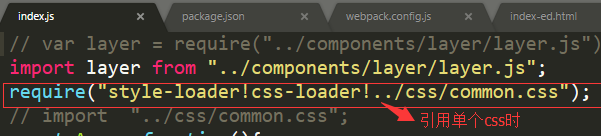 index.js × package.json × webpack.config.js × index-ed.html
// var layer = require("../components/layer/layer.js")
import layer from "../components/layer/layer.js";
require("style-loader!css-loader!../css/common.css");
// import  "../css/common.css";
引用单个css时